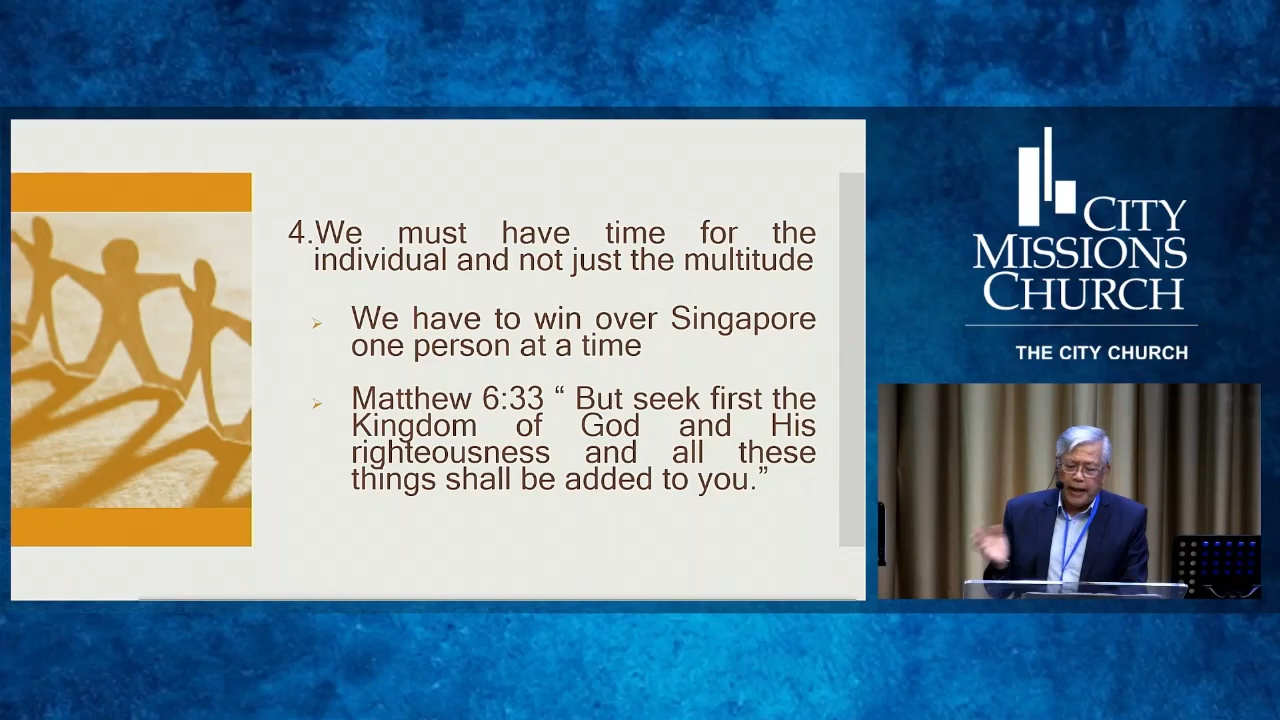 4.We must have time for the
individual and not just the multitude
We have to win over Singapore
one person at a time
Matthew 6:33 “ But seek first the
Kingdom of God and His
righteousness and all these
things shall be added to you.”
CITY
MISSIONS
CHURCH
THE CITY CHURCH